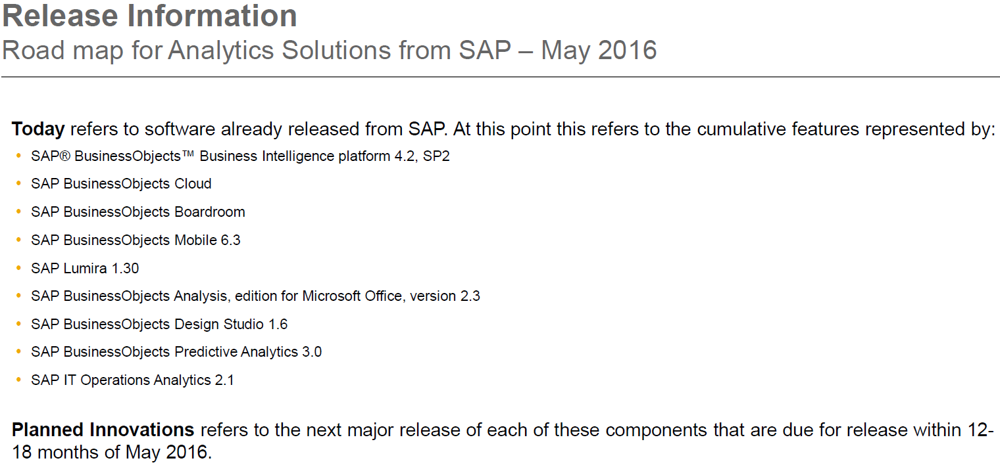 Release Information
Road map for Analytics Solutions from SAP – May 2016
Today refers to software already released from SAP. At this point this refers to the cumulative features represented by:
• SAP® BusinessObjects™ Business Intelligence platform 4.2, SP2
• SAP BusinessObjects Cloud
• SAP BusinessObjects Boardroom
• SAP BusinessObjects Mobile 6.3
• SAP Lumira 1.30
• SAP BusinessObjects Analysis, edition for Microsoft Office, version 2.3
• SAP BusinessObjects Design Studio 1.6
• SAP BusinessObjects Predictive Analytics 3.0
• SAP IT Operations Analytics 2.1
Planned Innovations refers to the next major release of each of these components that are due for release within 12-
18 months of May 2016.